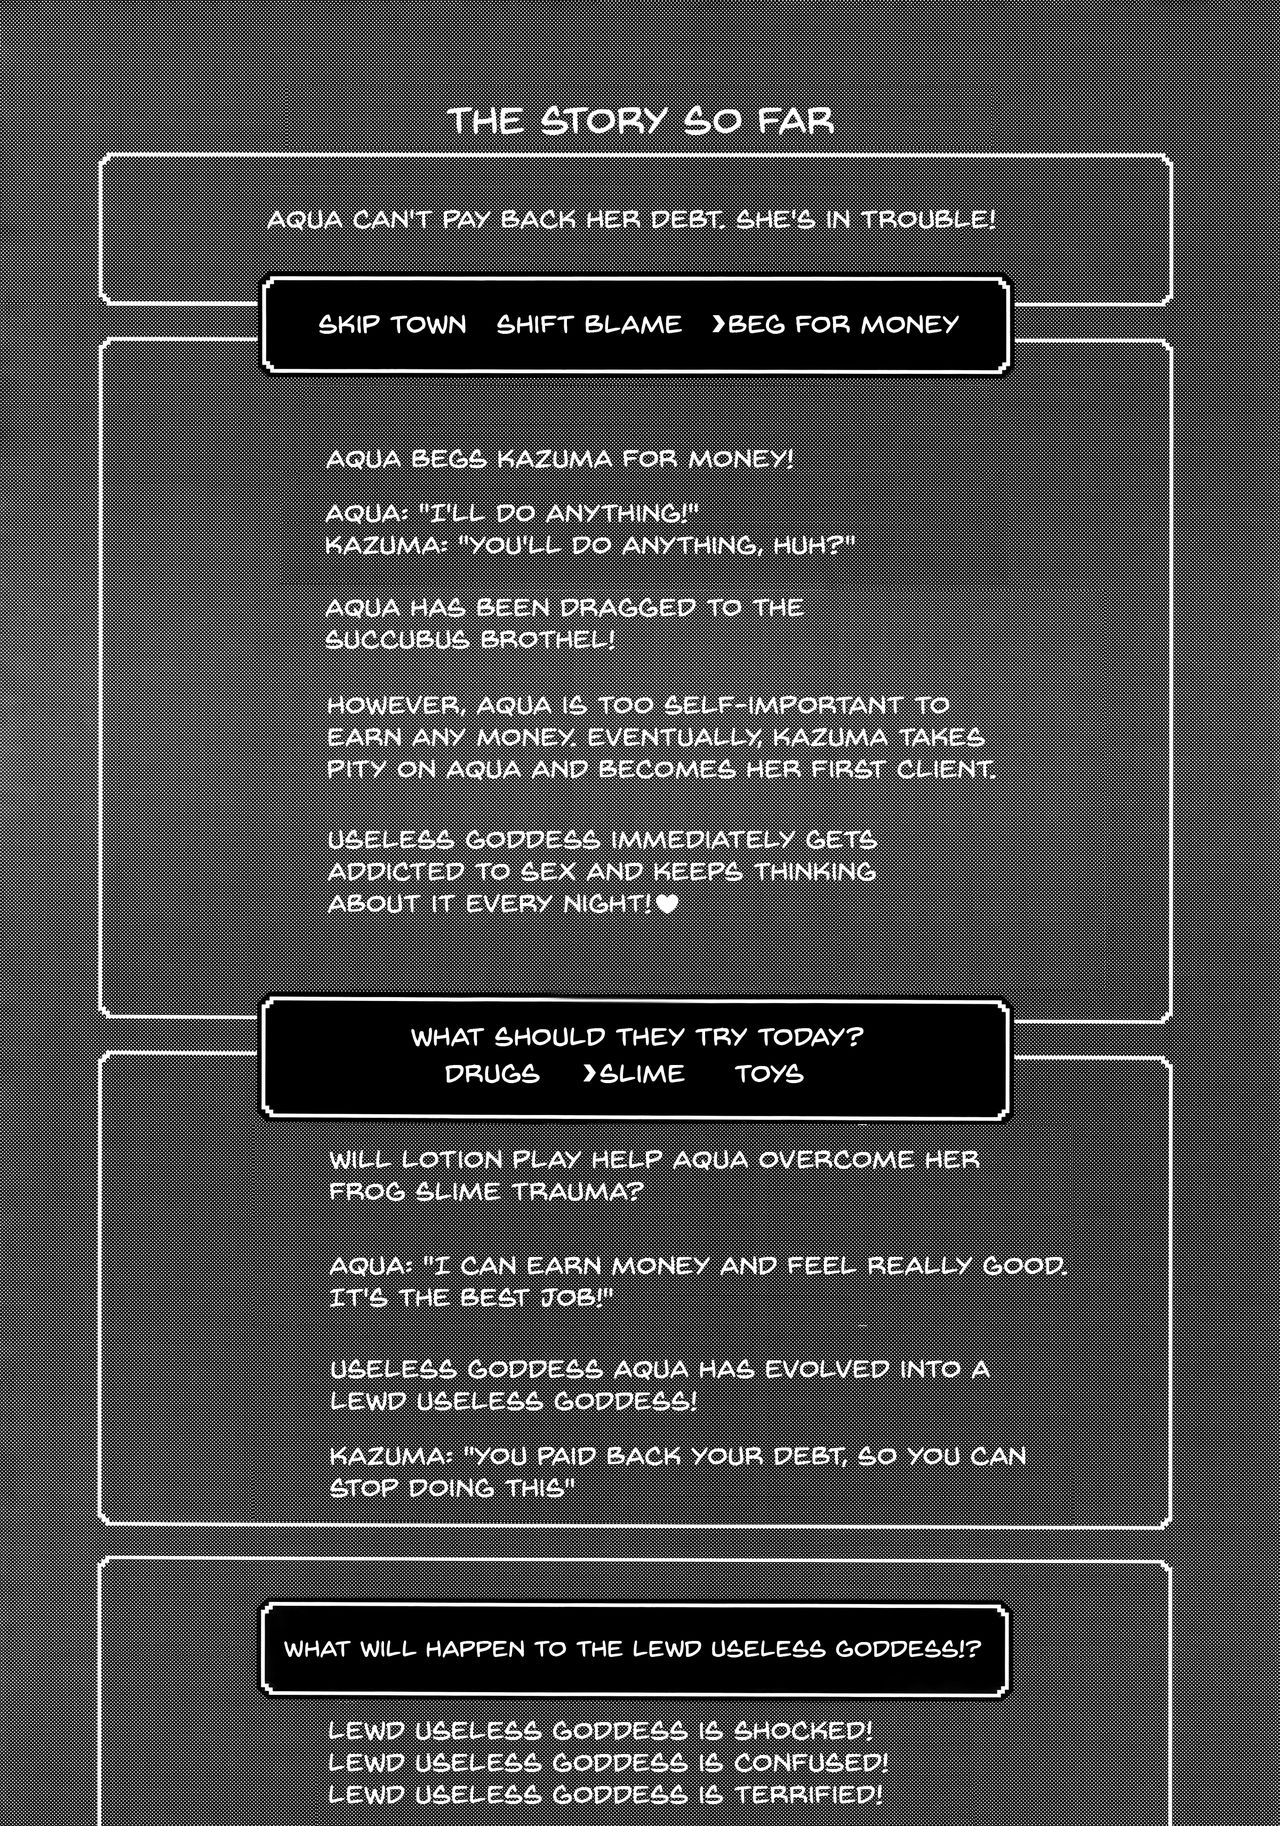 THE STORY SO FAR
AQUA CAN'T PAY BACK HER DEBT. SHE'S IN TROUBLE!
SKIP TOWN SHIFT BLAME ❯BEG FOR MONEY
AQUA BEGS KAZUMA FOR MONEY!
AQUA: "I'LL DO ANYTHING!"
KAZUMA: "YOU'LL DO ANYTHING, HUH?"
AQUA HAS BEEN DRAGGED TO THE
SUCCUBUS BROTHEL!
HOWEVER, AQUA IS TOO SELF-IMPORTANT TO
EARN ANY MONEY. EVENTUALLY, KAZUMA TAKES
PITY ON AQUA AND BECOMES HER FIRST CLIENT.
USELESS GODDESS IMMEDIATELY GETS
ADDICTED TO SEX AND KEEPS THINKING
ABOUT IT EVERY NIGHT!♥
WHAT SHOULD THEY TRY TODAY?
DRUGS ❯SLIME TOYS
WILL LOTION PLAY HELP AQUA OVERCOME HER
FROG SLIME TRAUMA?
AQUA: "I CAN EARN MONEY AND FEEL REALLY GOOD.
IT'S THE BEST JOB!"
USELESS GODDESS AQUA HAS EVOLVED INTO A
LEWD USELESS GODDESS!
KAZUMA: "YOU PAID BACK YOUR DEBT, SO YOU CAN
STOP DOING THIS"
WHAT WILL HAPPEN TO THE LEWD USELESS GODDESS!?
LEWD USELESS GODDESS IS SHOCKED!
LEWD USELESS GODDESS IS CONFUSED!
LEWD USELESS GODDESS IS TERRIFIED!